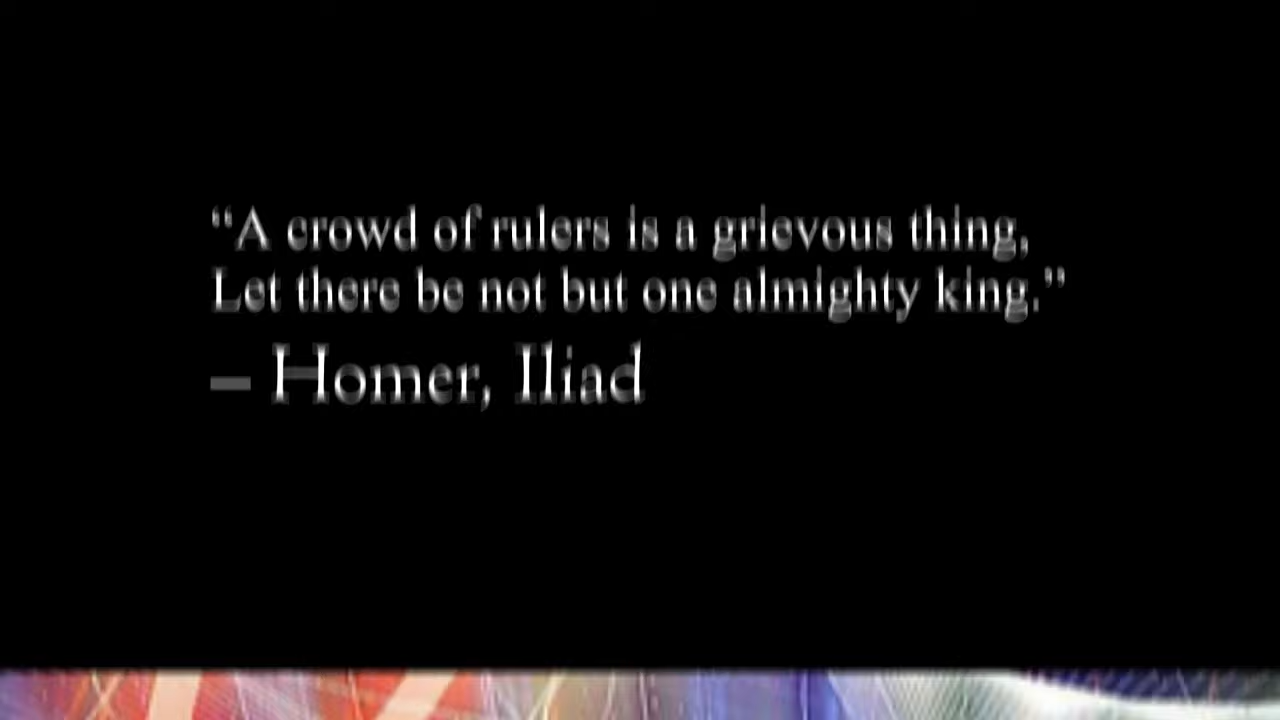 “A crowd of rulers is a grievous thing,
Let there be not but one almighty king.”
– Homer, Iliad